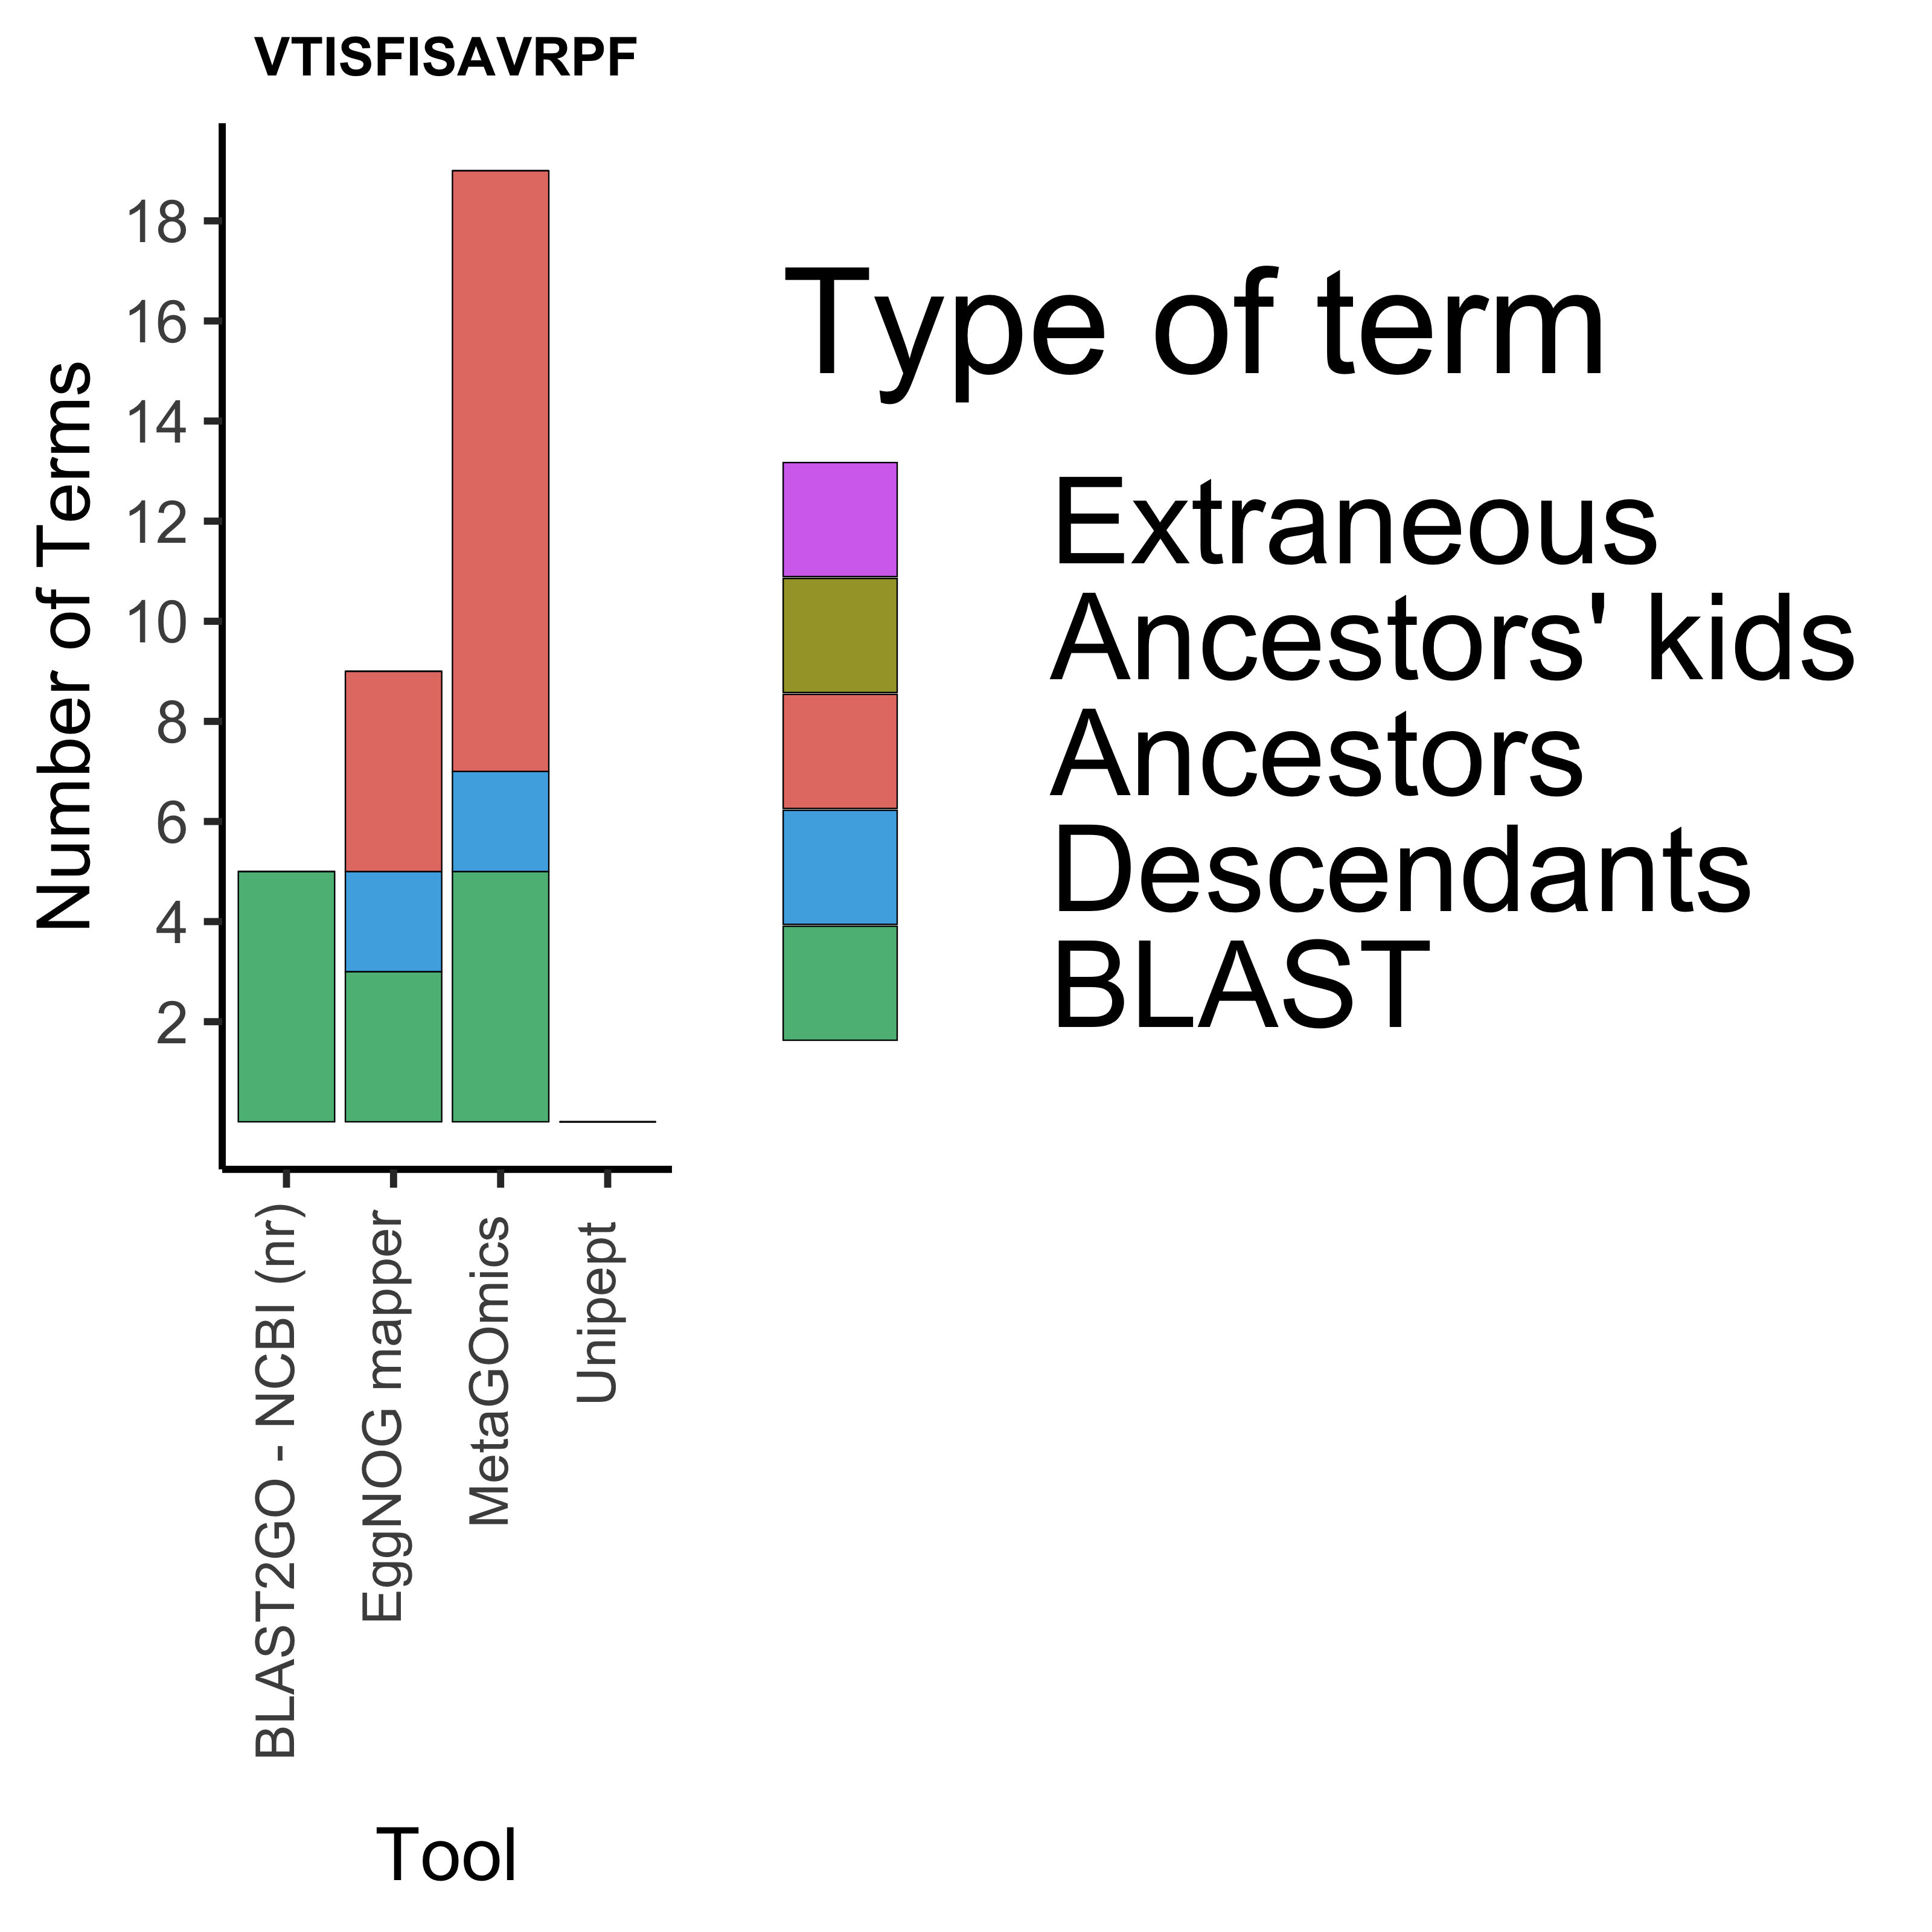 VTISFISAVRPF
Number of Terms
18
16
14
12
10
8
6
4
2
Type of term
Extraneous
Ancestors' kids
Ancestors
Descendants
BLAST
BLAST2GO - NCBI (nr)
EggNOG mapper
MetaGOmics
Unipept
Tool